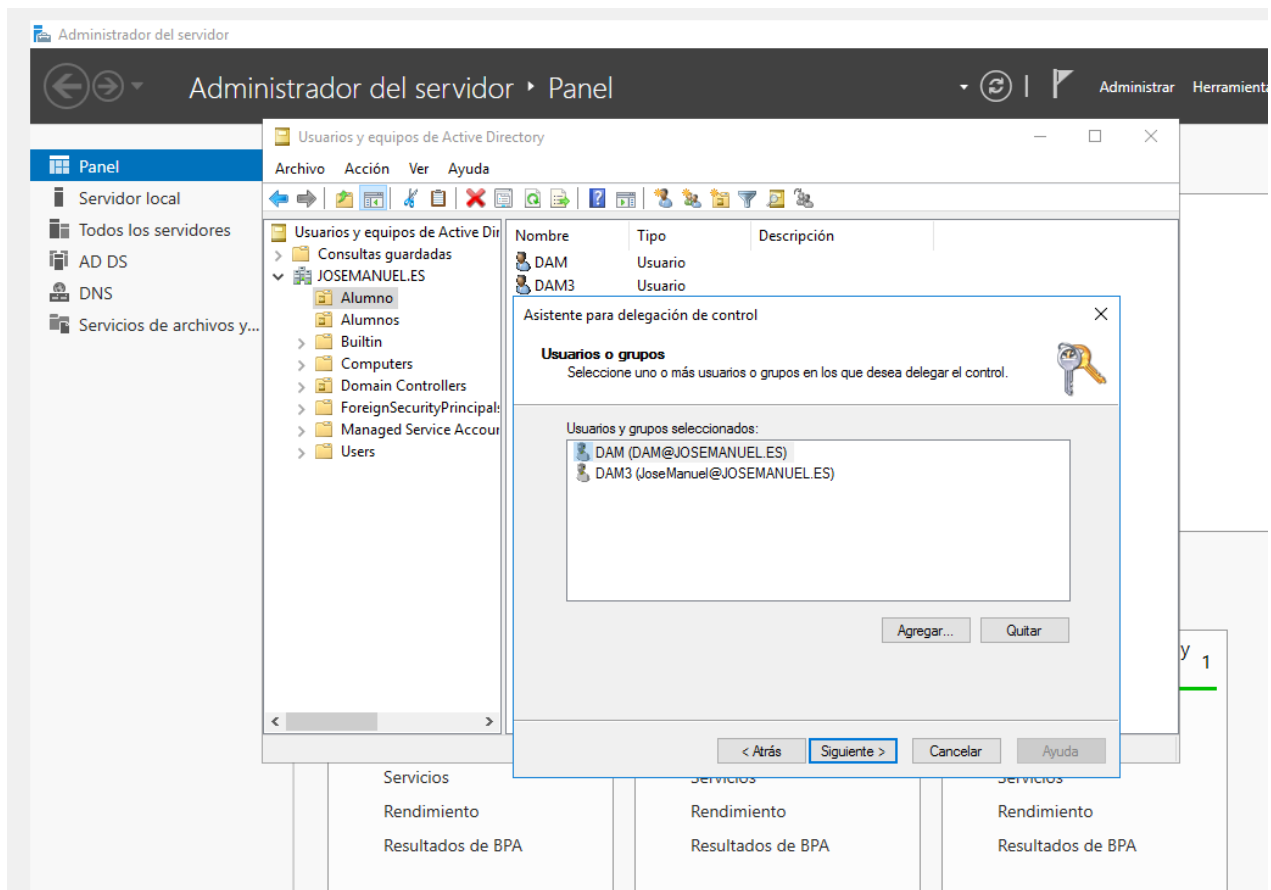 Administrador del servidor
Administrador del servidor ‣ Panel
Administrar Herramienta
Panel
Servidor local
Todos los servidores
AD DS
DNS
Servicios de archivos y...
Usuarios y equipos de Active Directory
Archivo Acción Ver Ayuda
Usuarios y equipos de Active Dir
Consultas guardadas
JOSEMANUEL.ES
Alumno
Alumnos
Builtin
Computers
Domain Controllers
ForeignSecurityPrincipals
Managed Service Accour
Users
Nombre Tipo Descripción
DAM Usuario
DAM3 Usuario
Asistente para delegación de control
Usuarios o grupos
Seleccione uno o más usuarios o grupos en los que desea delegar el control.
Usuarios y grupos seleccionados:
DAM (DAM@JOSEMANUEL.ES)
DAM3 (JoseManuel@JOSEMANUEL.ES)
Agregar... Quitar
< Atrás Siguiente > Cancelar Ayuda
y 1
Servicios Servicios Servicios
Rendimiento Rendimiento Rendimiento
Resultados de BPA Resultados de BPA Resultados de BPA